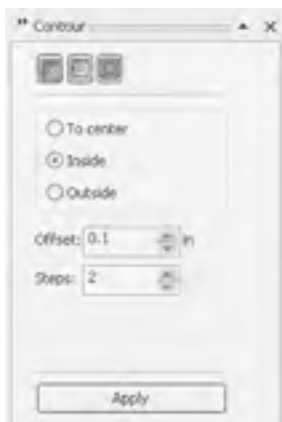 Contour
To center
Inside
Outside
Offset: 0.1 in
Steps: 2
Apply